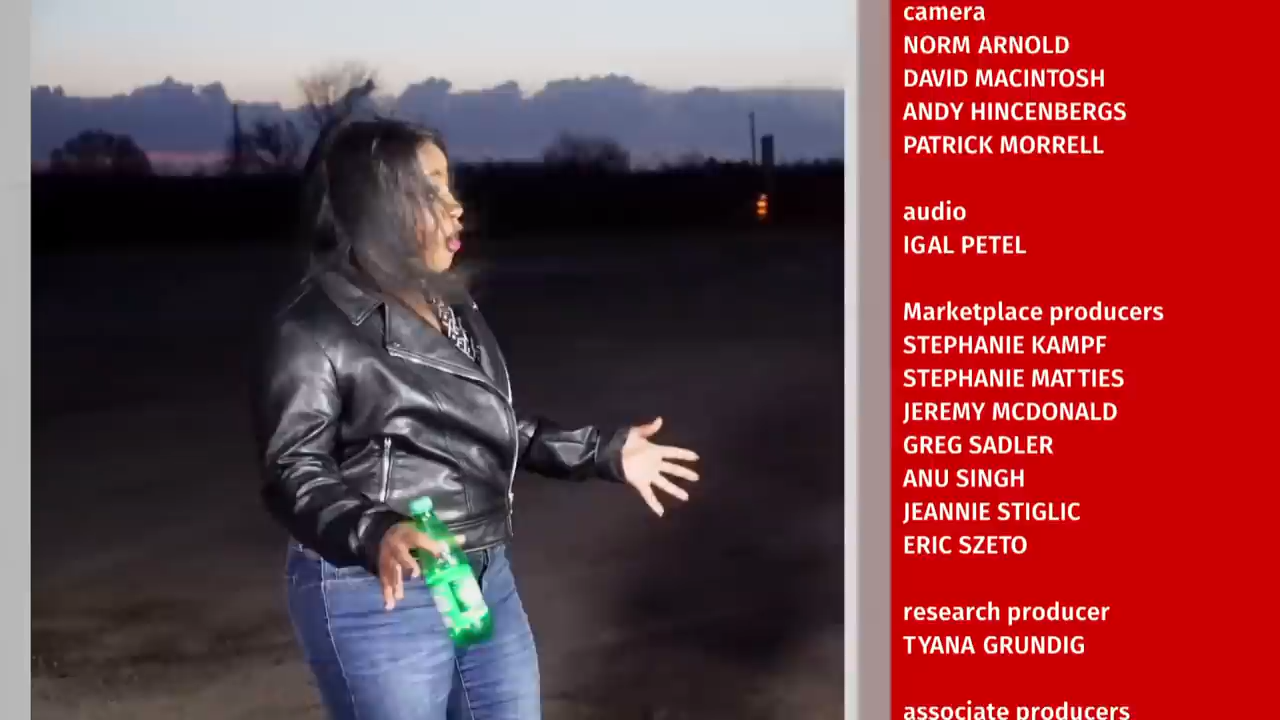 camera
NORM ARNOLD
DAVID MACINTOSH
ANDY HINCENBERGS
PATRICK MORRELL
audio
IGAL PETEL
Marketplace producers
STEPHANIE KAMPF
STEPHANIE MATTIES
JEREMY MCDONALD
GREG SADLER
ANU SINGH
JEANNIE STIGLIC
ERIC SZETO
research producer
TYANA GRUNDIG
associate producers